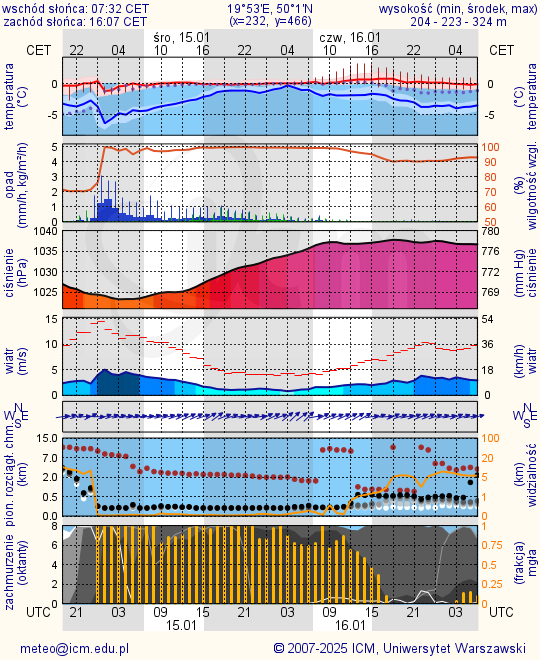 wschód słońca: 07:32 CET 19°53'E, 50°1'N wysokość (min, środek, max)
zachód słońca: 16:07 CET (x=232, y=466) 204 - 223 - 324 m
śro, 15.01 czw, 16.01
CET 22 04 10 16 22 04 10 16 22 04 CET
temperatura
(°C)
0
-5
0
-5
temperatura
(°C)
opad
(mm/h, kg/m²/h)
5
4
3
2
1
0
100
90
80
70
60
50
(%)
wilgotność wzgl.
ciśnienie
(hPa)
1040
1035
1030
1025
780
776
772
769
(mm Hg)
ciśnienie
wiatr
(m/s)
15
10
5
0
54
36
18
0
(km/h)
wiatr
N
W E
S
N
W E
S
pion. rozciągł. chm.
(km)
15.0
7.0
2.0
0.5
0.0
100
20
5
1
0
(km)
widzialność
zachmurzenie
(oktanty)
8
6
4
2
0
1
0.75
0.5
0.25
0
(frakcja)
mgła
UTC 21 03 09 15 21 03 09 15 21 03 UTC
15.01 16.01
meteo@icm.edu.pl © 2007-2025 ICM, Uniwersytet Warszawski